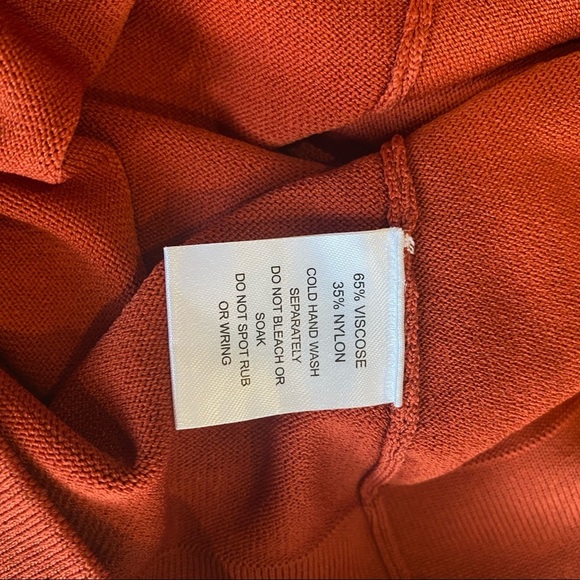 65% VISCOSE
35% NYLON
COLD HAND WASH
SEPARATELY
DO NOT BLEACH OR
SOAK
DO NOT SPOT RUB
OR WRING